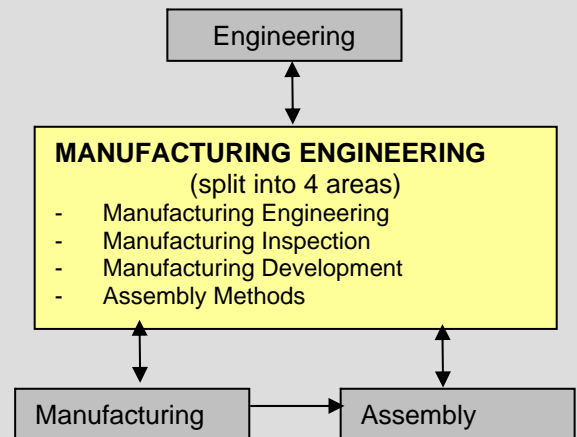 Engineering
MANUFACTURING ENGINEERING
(split into 4 areas)
- Manufacturing Engineering
- Manufacturing Inspection
- Manufacturing Development
- Assembly Methods
Manufacturing
Assembly